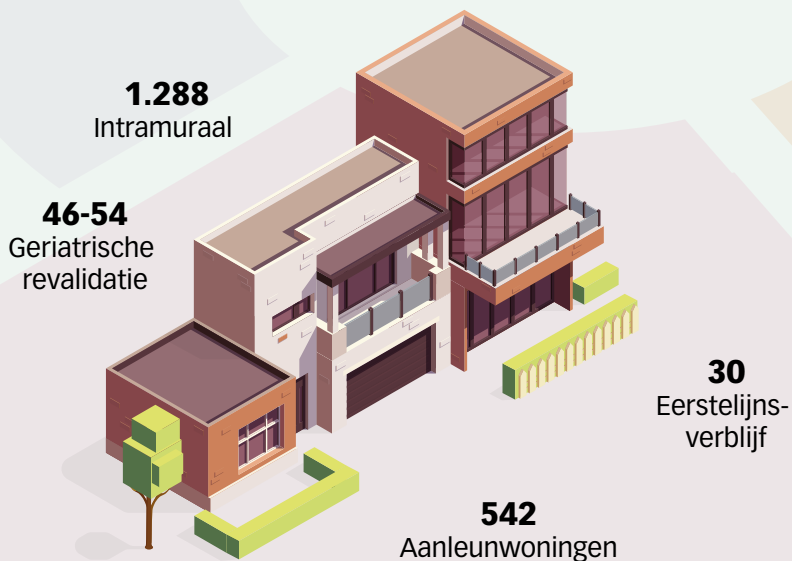 1.288
Intramuraal
46-54
Geriatrische
revalidatie
30
Eerstelijns-
verblijf
542
Aanleunwoningen